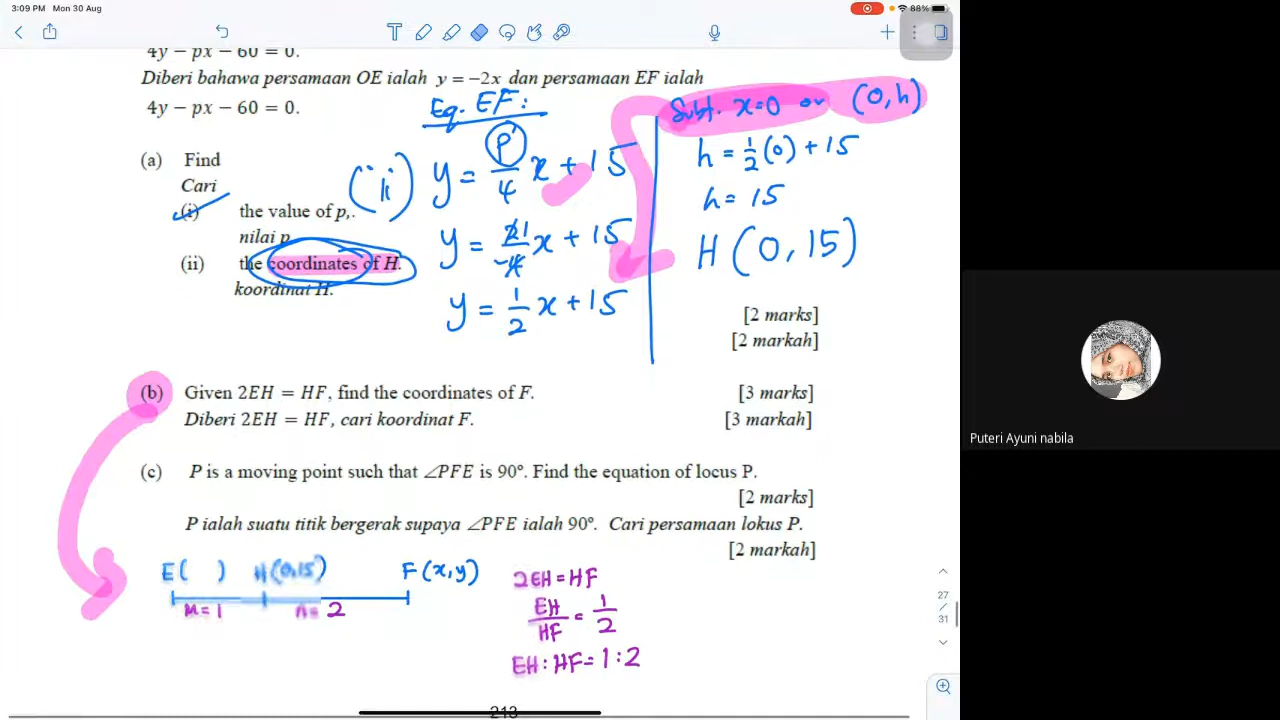 3:09 PM Mon 30 Aug
88%
4y − px − 60 = 0.
Diberi bahawa persamaan OE ialah y = −2x dan persamaan EF ialah
4y − px − 60 = 0.
Eq. EF:
Subt. x=0 or (0,h)
(a) Find
Cari
(i) the value of p,.
nilai p
(ii) the coordinates of H.
koordinat H.
(ii) y = p/4 x + 15
y = 1/2 x + 15
h = 1/2 (0) + 15
h = 15
H (0, 15)
[2 marks]
[2 markah]
(b) Given 2EH = HF, find the coordinates of F. [3 marks]
Diberi 2EH = HF, cari koordinat F. [3 markah]
(c) P is a moving point such that ∠PFE is 90°. Find the equation of locus P.
[2 marks]
P ialah suatu titik bergerak supaya ∠PFE ialah 90°. Cari persamaan lokus P.
[2 markah]
E( ) H(0,15) F(x,y)
m=1 n= 2
2EH = HF
EH/HF = 1/2
EH : HF = 1 : 2
27
/
31
213
Puteri Ayuni nabila